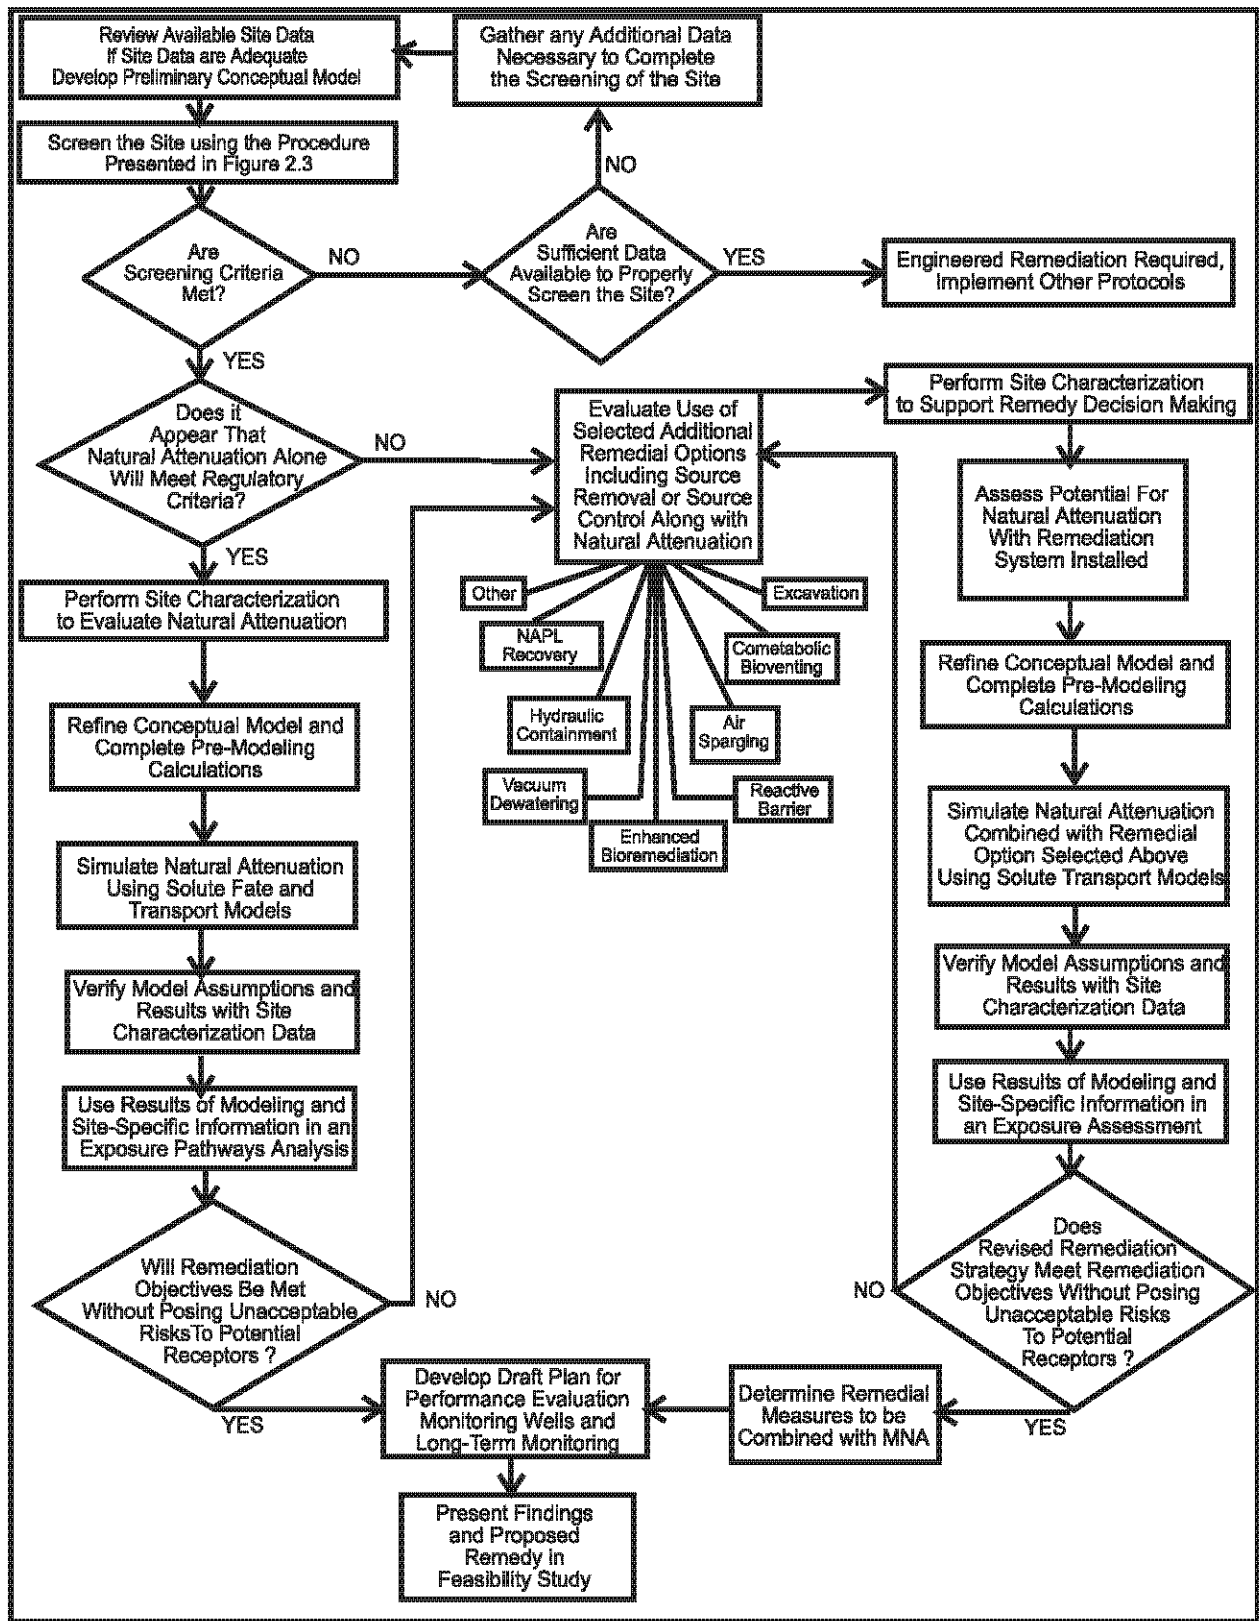 Review Available Site Data
If Site Data are Adequate
Develop Preliminary Conceptual Model
Gather any Additional Data
Necessary to Complete
the Screening of the Site
Screen the Site using the Procedure
Presented in Figure 2.3
NO
Are
Screening Criteria
Met?
NO
Are
Sufficient Data
Available to Properly
Screen the Site?
YES
Engineered Remediation Required,
Implement Other Protocols
YES
Does it
Appear That
Natural Attenuation Alone
Will Meet Regulatory
Criteria?
NO
Evaluate Use of
Selected Additional
Remedial Options
Including Source
Removal or Source
Control Along with
Natural Attenuation
Perform Site Characterization
to Support Remedy Decision Making
Assess Potential For
Natural Attenuation
With Remediation
System Installed
YES
Perform Site Characterization
to Evaluate Natural Attenuation
Other
Excavation
NAPL
Recovery
Cometabolic
Bioventing
Hydraulic
Containment
Air
Sparging
Vacuum
Dewatering
Reactive
Barrier
Enhanced
Bioremediation
Refine Conceptual Model and
Complete Pre-Modeling
Calculations
Refine Conceptual Model and
Complete Pre-Modeling
Calculations
Simulate Natural Attenuation
Using Solute Fate and
Transport Models
Simulate Natural Attenuation
Combined with Remedial
Option Selected Above
Using Solute Transport Models
Verify Model Assumptions and
Results with Site
Characterization Data
Verify Model Assumptions and
Results with Site
Characterization Data
Use Results of Modeling and
Site-Specific Information in an
Exposure Pathways Analysis
Use Results of Modeling and
Site-Specific Information in
an Exposure Assessment
Will Remediation
Objectives Be Met
Without Posing Unacceptable
RisksTo Potential
Receptors ?
NO
NO
Does
Revised Remediation
Strategy Meet Remediation
Objectives Without Posing
Unacceptable Risks
To Potential
Receptors ?
YES
Develop Draft Plan for
Performance Evaluation
Monitoring Wells and
Long-Term Monitoring
Determine Remedial
Measures to be
Combined with MNA
YES
Present Findings
and Proposed
Remedy in
Feasibility Study